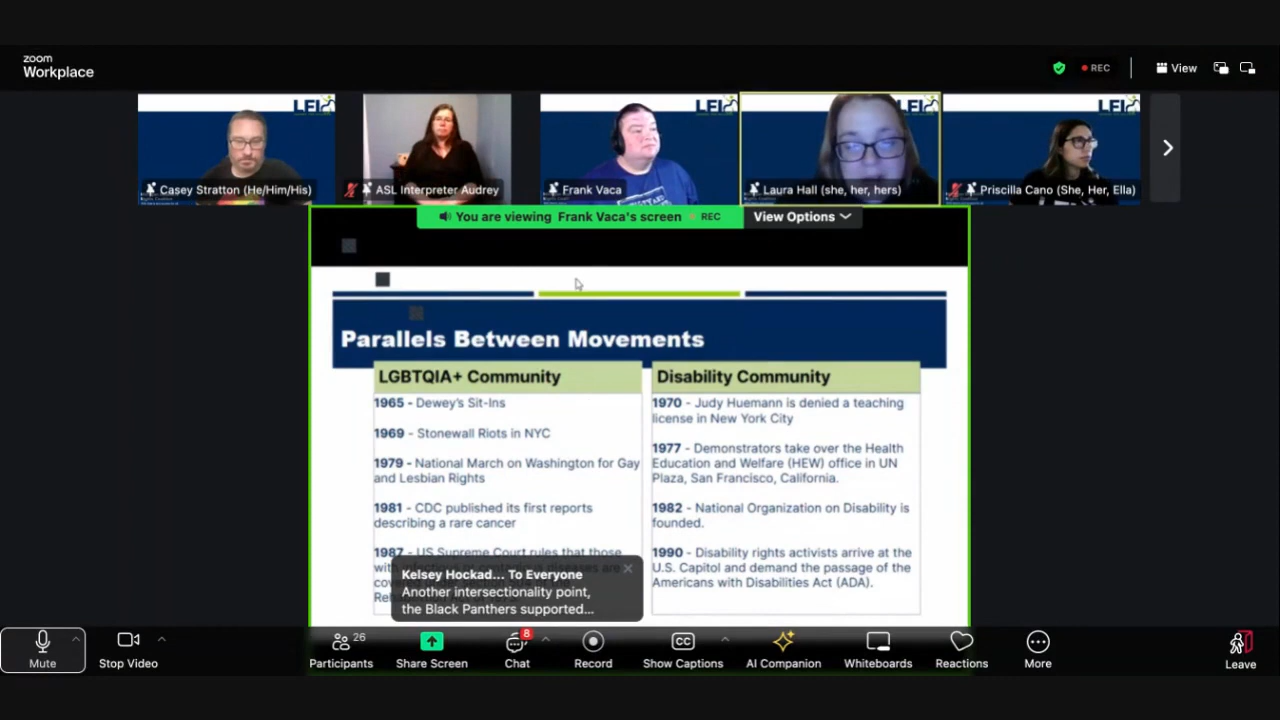 zoom
Workplace
REC
View
LEI
LEI
LEI
LEI
Casey Stratton (He/Him/His)
ASL Interpreter Audrey
Frank Vaca
Laura Hall (she, her, hers)
Priscilla Cano (She, Her, Ella)
You are viewing Frank Vaca's screen REC
View Options
Parallels Between Movements
LGBTQIA+ Community
1965 - Dewey's Sit-Ins
1969 - Stonewall Riots in NYC
1979 - National March on Washington for Gay
and Lesbian Rights
1981 - CDC published its first reports
describing a rare cancer
1987 - US Supreme Court rules that those
Disability Community
1970 - Judy Huemann is denied a teaching
license in New York City
1977 - Demonstrators take over the Health
Education and Welfare (HEW) office in UN
Plaza, San Francisco, California.
1982 - National Organization on Disability is
founded.
1990 - Disability rights activists arrive at the
U.S. Capitol and demand the passage of the
Americans with Disabilities Act (ADA).
Kelsey Hockad... To Everyone
Another intersectionality point,
the Black Panthers supported...
Mute
Stop Video
Participants 26
Share Screen
Chat 8
Record
CC
Show Captions
AI Companion
Whiteboards
Reactions
More
Leave